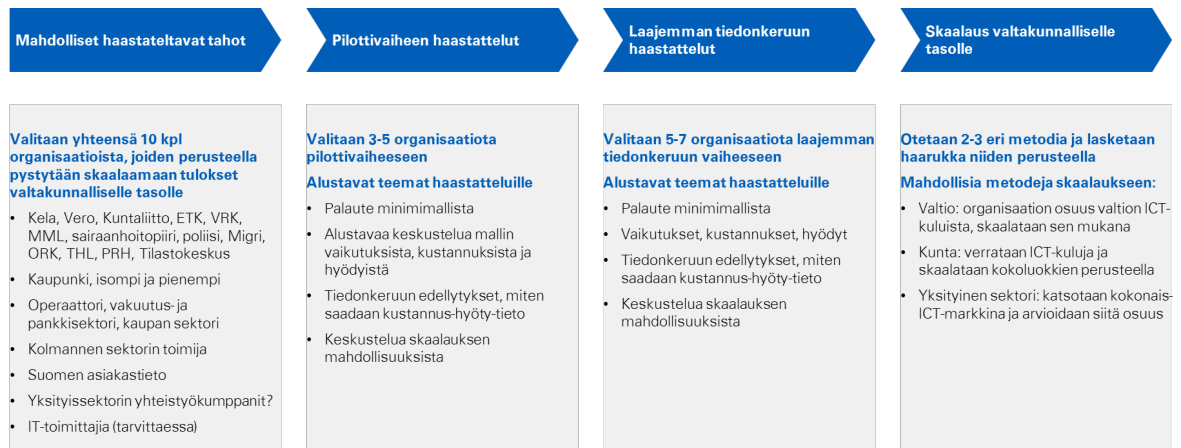 Mahdolliset haastateltavat tahot
Pilottivaiheen haastattelut
Laajemman tiedonkeruun
haastattelut
Skaalaus valtakunnalliselle
tasolle
Valitaan yhteensä 10 kpl
organisaatioista, joiden perusteella
pystytään skaalaamaan tulokset
valtakunnalliselle tasolle
• Kela, Vero, Kuntaliitto, ETK, VRK,
MML, sairaanhoitopiiri, poliisi, Migri,
ORK, THL, PRH, Tilastokeskus
• Kaupunki, isompi ja pienempi
• Operaattori, vakuutus- ja
pankkisektori, kaupan sektori
• Kolmannen sektorin toimija
• Suomen asiakastieto
• Yksityissektorin yhteistyökumppanit?
• IT-toimittajia (tarvittaessa)
Valitaan 3-5 organisaatiota
pilottivaiheeseen
Alustavat teemat haastatteluille
• Palaute minimimallista
• Alustavaa keskustelua mallin
vaikutuksista, kustannuksista ja
hyödyistä
• Tiedonkeruun edellytykset, miten
saadaan kustannus-hyöty-tieto
• Keskustelua skaalauksen
mahdollisuuksista
Valitaan 5-7 organisaatiota laajemman
tiedonkeruun vaiheeseen
Alustavat teemat haastatteluille
• Palaute minimimallista
• Vaikutukset, kustannukset, hyödyt
• Tiedonkeruun edellytykset, miten
saadaan kustannus-hyöty-tieto
• Keskustelua skaalauksen
mahdollisuuksista
Otetaan 2-3 eri metodia ja lasketaan
haarukka niiden perusteella
Mahdollisia metodeja skaalaukseen:
• Valtio: organisaation osuus valtion ICT-
kuluista, skaalataan sen mukana
• Kunta: verrataan ICT-kuluja ja
skaalataan kokoluokkien perusteella
• Yksityinen sektori: katsotaan kokonais-
ICT-markkina ja arvioidaan siitä osuus